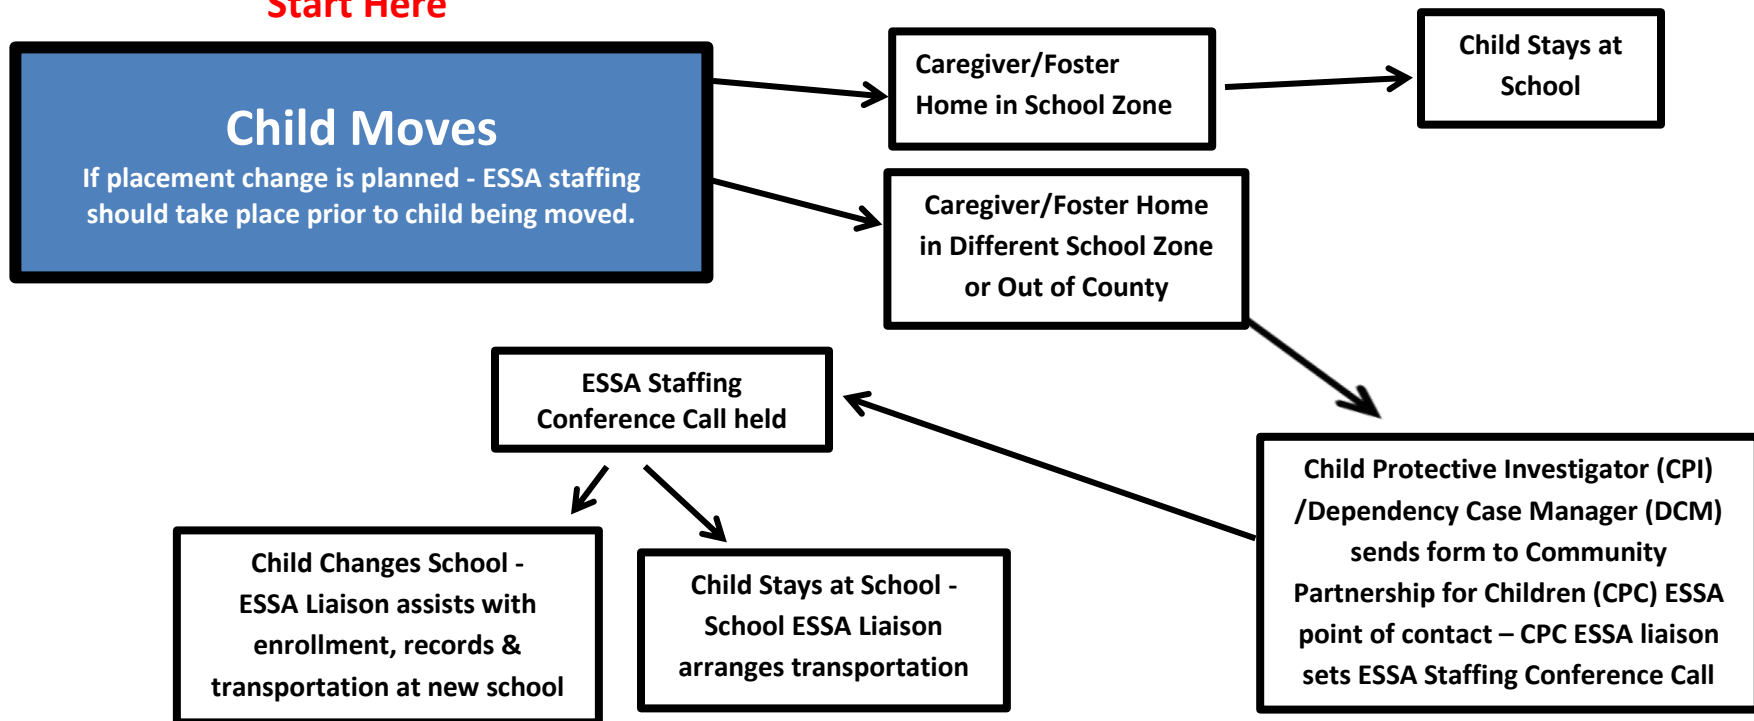 Start Here
Child Moves
If placement change is planned - ESSA staffing
should take place prior to child being moved.
Caregiver/Foster
Home in School Zone
Child Stays at
School
Caregiver/Foster Home
in Different School Zone
or Out of County
ESSA Staffing
Conference Call held
Child Protective Investigator (CPI)
/Dependency Case Manager (DCM)
sends form to Community
Partnership for Children (CPC) ESSA
point of contact – CPC ESSA liaison
sets ESSA Staffing Conference Call
Child Changes School -
ESSA Liaison assists with
enrollment, records &
transportation at new school
Child Stays at School -
School ESSA Liaison
arranges transportation